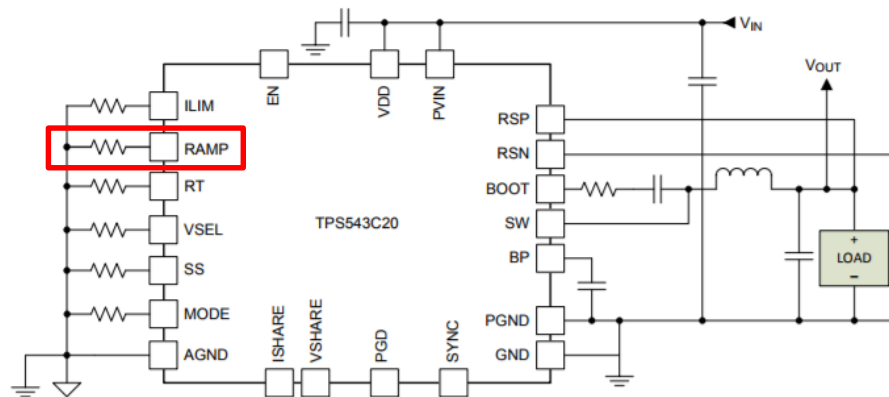 VIN
VOUT
EN
VDD
PVIN
ILIM
RAMP
RT
VSEL
SS
MODE
AGND
TPS543C20
RSP
RSN
BOOT
SW
BP
PGND
GND
+
LOAD
–
ISHARE
VSHARE
PGD
SYNC